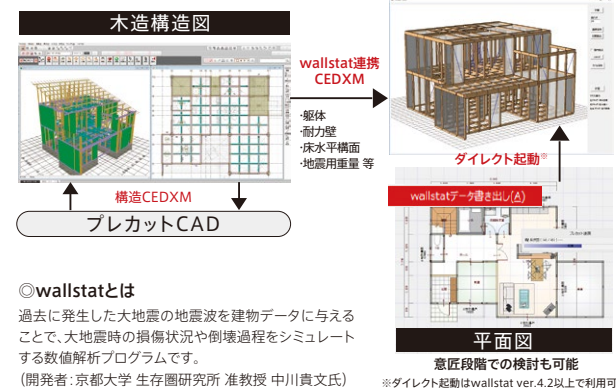 木造構造図
wallstat連携
CEDXM
・躯体
・耐力壁
・床水平構面
・地震用重量 等
ダイレクト起動※
構造CEDXM
プレカットCAD
wallstatデータ書き出し(A)
◎wallstatとは
過去に発生した大地震の地震波を建物データに与える
ことで、大地震時の損傷状況や倒壊過程をシミュレート
する数値解析プログラムです。
(開発者:京都大学 生存圏研究所 准教授 中川貴文氏)
平面図
意匠段階での検討も可能
※ダイレクト起動はwallstat ver.4.2以上で利用可